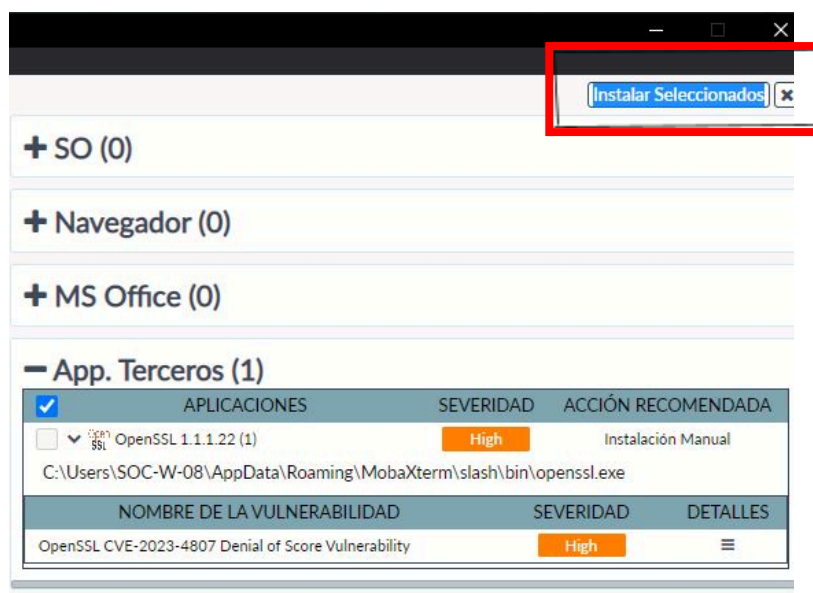 Instalar Seleccionados
SO (0)
Navegador (0)
MS Office (0)
App. Terceros (1)
APLICACIONES SEVERIDAD ACCIÓN RECOMENDADA
OpenSSL OpenSSL 1.1.1.22 (1) High Instalación Manual
C:\Users\SOC-W-08\AppData\Roaming\MobaXterm\slash\bin\openssl.exe
NOMBRE DE LA VULNERABILIDAD SEVERIDAD DETALLES
OpenSSL CVE-2023-4807 Denial of Score Vulnerability High